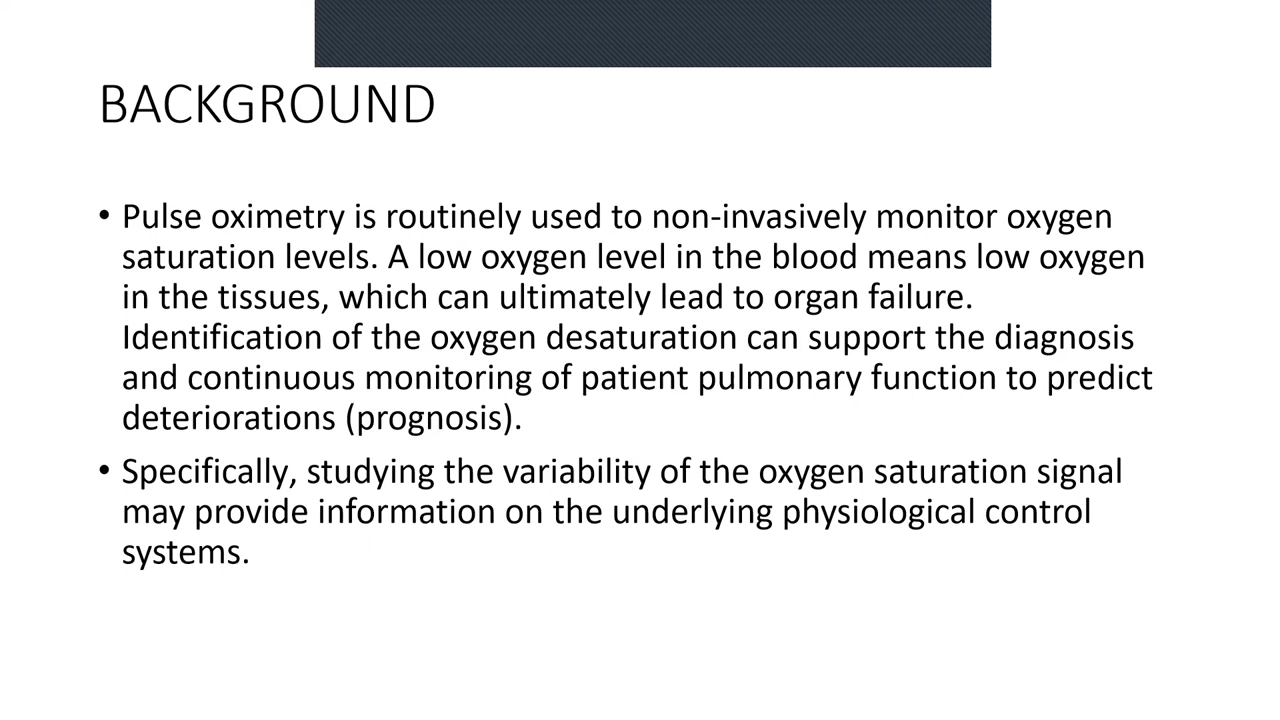 BACKGROUND
• Pulse oximetry is routinely used to non-invasively monitor oxygen
saturation levels. A low oxygen level in the blood means low oxygen
in the tissues, which can ultimately lead to organ failure.
Identification of the oxygen desaturation can support the diagnosis
and continuous monitoring of patient pulmonary function to predict
deteriorations (prognosis).
• Specifically, studying the variability of the oxygen saturation signal
may provide information on the underlying physiological control
systems.